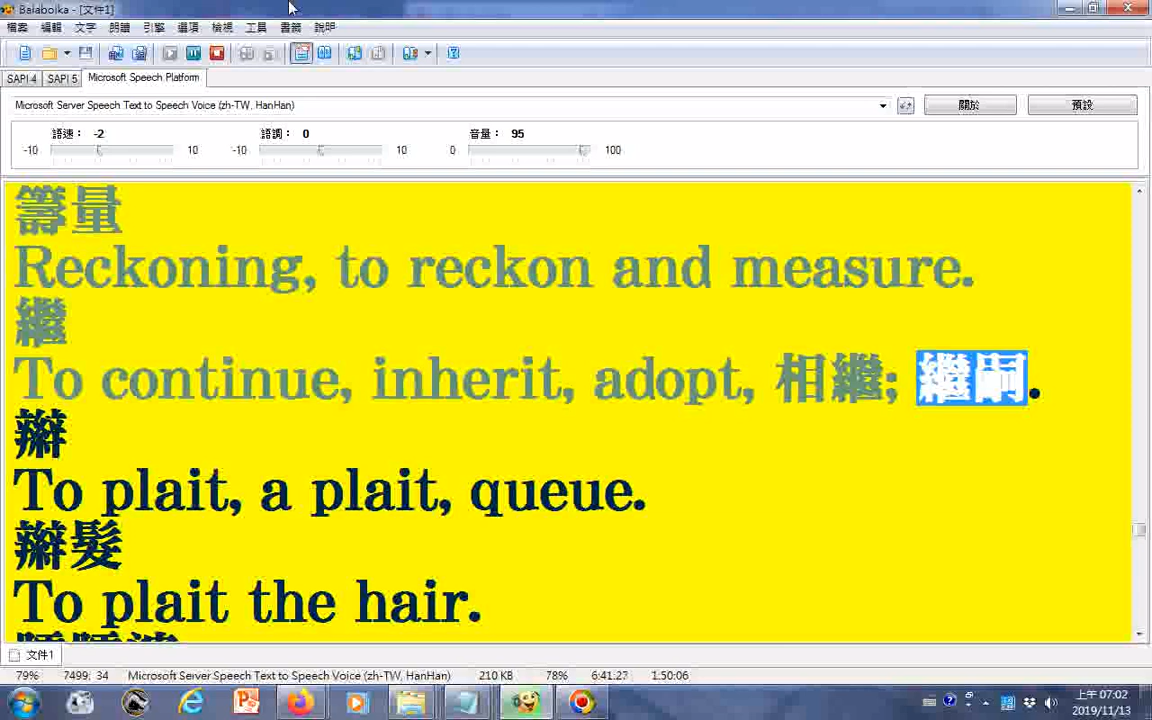 Balabolka - [文件1]
檔案 編輯 文字 朗讀 引擎 選項 檢視 工具 書籤 說明
SAPI 4 SAPI 5 Microsoft Speech Platform
Microsoft Server Speech Text to Speech Voice (zh-TW, HanHan) 關於 預設
語速： -2 語調： 0 音量： 95
-10 10 -10 10 0 100
籌量
Reckoning, to reckon and measure.
繼
To continue, inherit, adopt, 相繼; 繼嗣.
辮
To plait, a plait, queue.
辮髮
To plait the hair.
文件1
79% 7499, 34 Microsoft Server Speech Text to Speech Voice (zh-TW, HanHan) 210 KB 78% 6:41:27 1:50:06
上午 07:02
2019/11/13